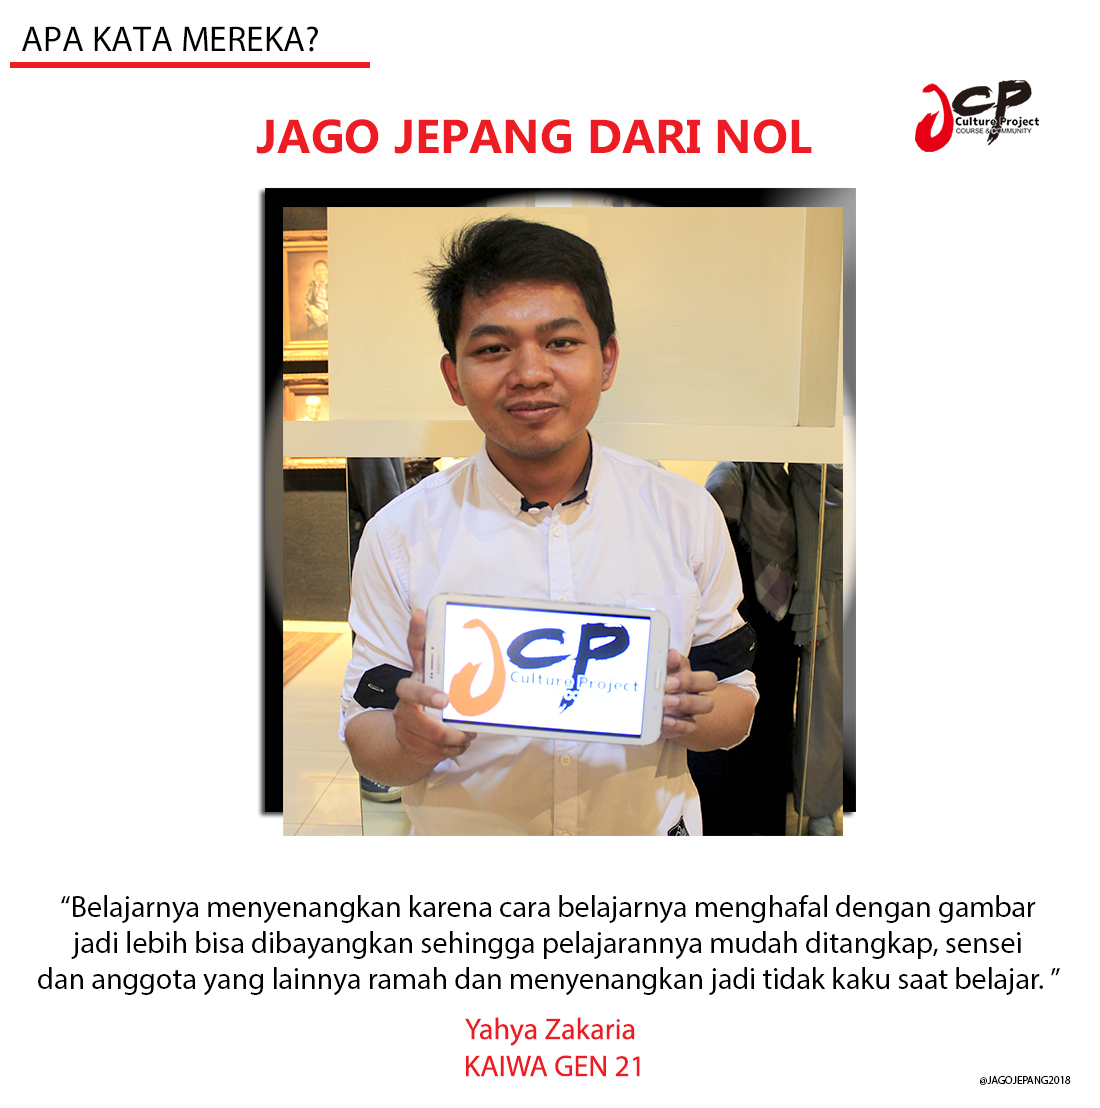 APA KATA MEREKA?
JCP
Culture Project
COURSE & COMMUNITY
JAGO JEPANG DARI NOL
JCP
Culture Project
“Belajarnya menyenangkan karena cara belajarnya menghafal dengan gambar
jadi lebih bisa dibayangkan sehingga pelajarannya mudah ditangkap, sensei
dan anggota yang lainnya ramah dan menyenangkan jadi tidak kaku saat belajar. ”
Yahya Zakaria
KAIWA GEN 21
@JAGOJEPANG2018